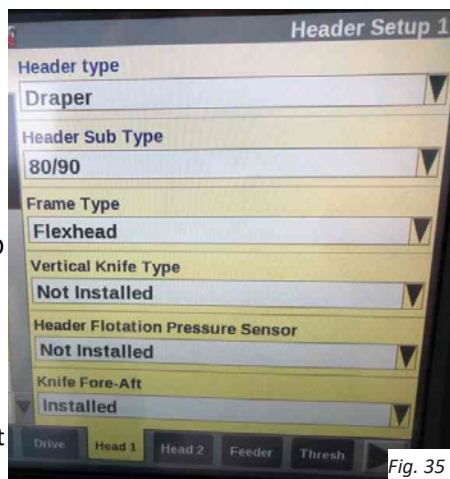 Header Setup 1
Header type
Draper
Header Sub Type
80/90
Frame Type
Flexhead
Vertical Knife Type
Not Installed
Header Flotation Pressure Sensor
Not Installed
Knife Fore-Aft
Installed
Drive Head 1 Head 2 Feeder Thresh
Fig. 35